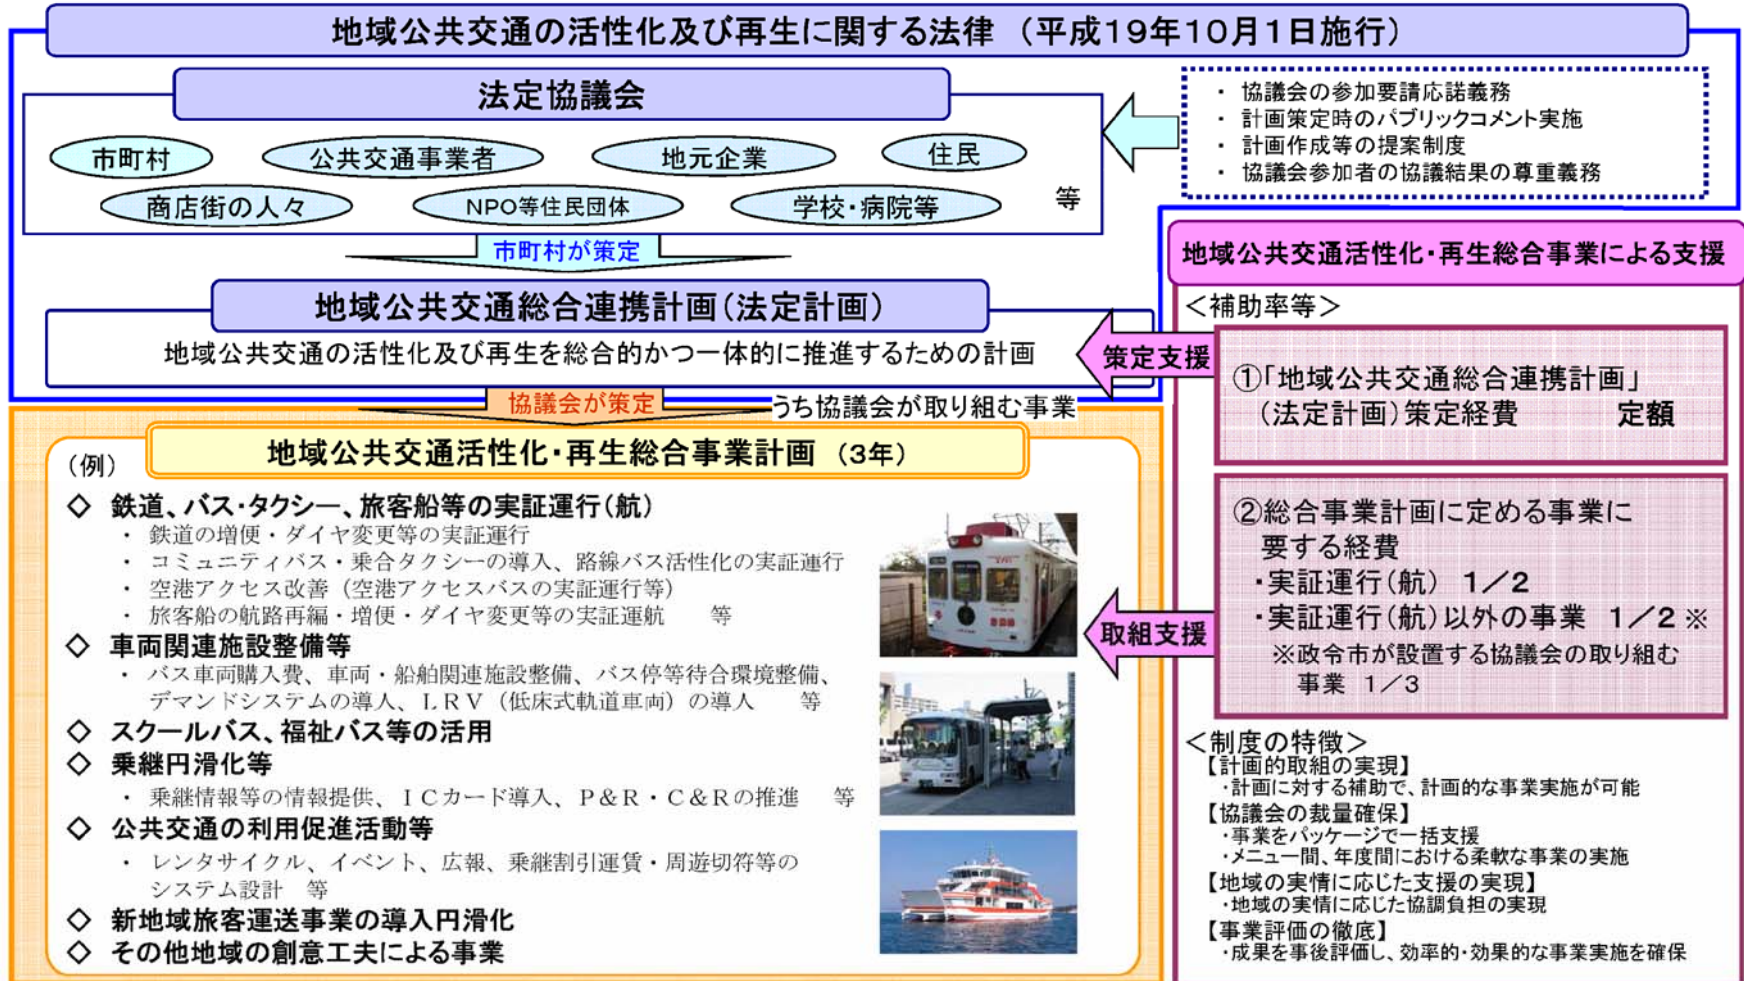 地域公共交通の活性化及び再生に関する法律 （平成19年10月1日施行）
法定協議会
市町村
公共交通事業者
地元企業
住民
商店街の人々
NPO等住民団体
学校・病院等
等
・ 協議会の参加要請応諾義務
・ 計画策定時のパブリックコメント実施
・ 計画作成等の提案制度
・ 協議会参加者の協議結果の尊重義務
市町村が策定
地域公共交通総合連携計画（法定計画）
地域公共交通の活性化及び再生を総合的かつ一体的に推進するための計画
協議会が策定
うち協議会が取り組む事業
地域公共交通活性化・再生総合事業計画 （3年）
（例）
◇ 鉄道、バス・タクシー、旅客船等の実証運行（航）
・ 鉄道の増便・ダイヤ変更等の実証運行
・ コミュニティバス・乗合タクシーの導入、路線バス活性化の実証運行
・ 空港アクセス改善（空港アクセスバスの実証運行等）
・ 旅客船の航路再編・増便・ダイヤ変更等の実証運航 等
◇ 車両関連施設整備等
・ バス車両購入費、車両・船舶関連施設整備、バス停等待合環境整備、
デマンドシステムの導入、LRV（低床式軌道車両）の導入 等
◇ スクールバス、福祉バス等の活用
◇ 乗継円滑化等
・ 乗継情報等の情報提供、ICカード導入、P&R・C&Rの推進 等
◇ 公共交通の利用促進活動等
・ レンタサイクル、イベント、広報、乗継割引運賃・周遊切符等の
システム設計 等
◇ 新地域旅客運送事業の導入円滑化
◇ その他地域の創意工夫による事業
地域公共交通活性化・再生総合事業による支援
＜補助率等＞
策定支援
①「地域公共交通総合連携計画」
（法定計画）策定経費 定額
取組支援
②総合事業計画に定める事業に
要する経費
・実証運行（航） 1／2
・実証運行（航）以外の事業 1／2 ※
※政令市が設置する協議会の取り組む
事業 1／3
＜制度の特徴＞
【計画的取組の実現】
・計画に対する補助で、計画的な事業実施が可能
【協議会の裁量確保】
・事業をパッケージで一括支援
・メニュー間、年度間における柔軟な事業の実施
【地域の実情に応じた支援の実現】
・地域の実情に応じた協調負担の実現
【事業評価の徹底】
・成果を事後評価し、効率的・効果的な事業実施を確保